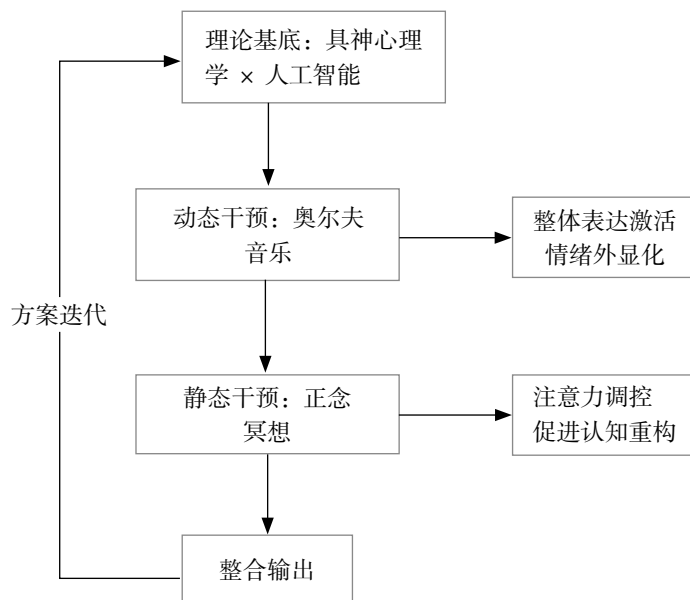 理论基底：具神心理
学 × 人工智能
动态干预：奥尔夫
音乐
整体表达激活
情绪外显化
方案迭代
静态干预：正念
冥想
注意力调控
促进认知重构
整合输出